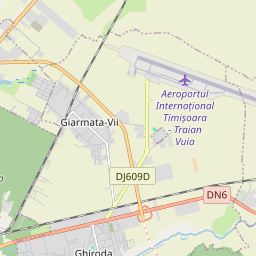 Aeroportul
Internațional
Timișoara
- Traian
Vuia
Giarmata-Vii
DJ609D
DN6
Ghiroda